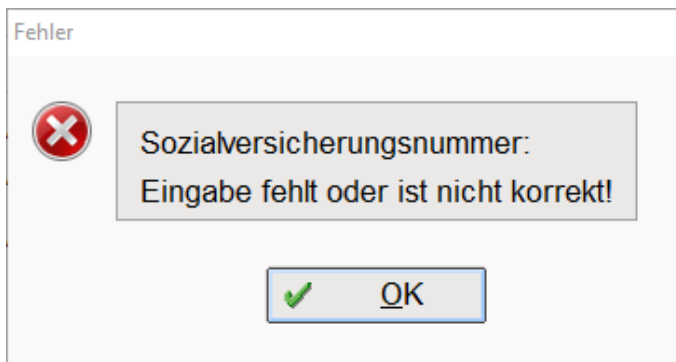 Fehler
Sozialversicherungsnummer:
Eingabe fehlt oder ist nicht korrekt!
OK